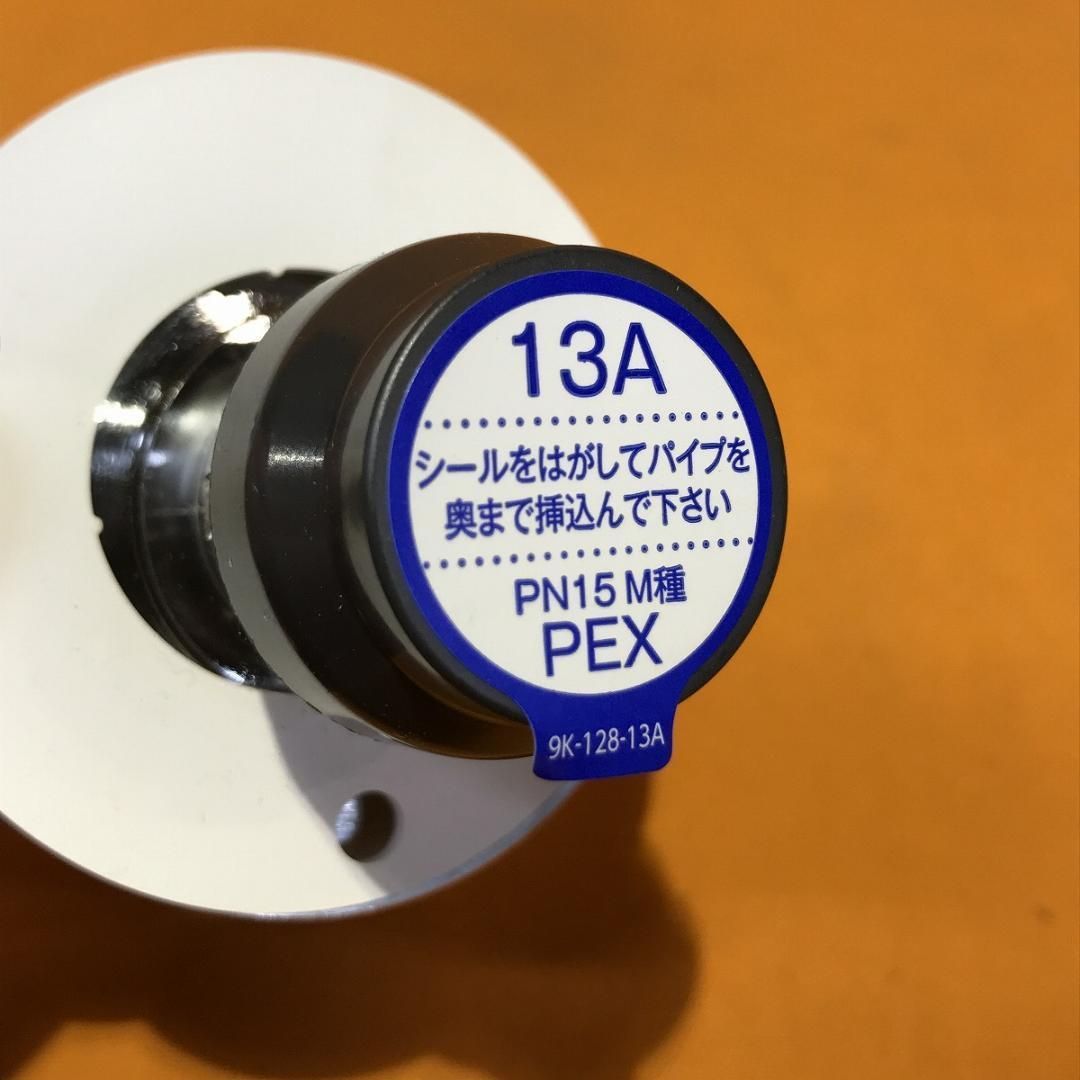 13A
シールをはがしてパイプを
奥まで挿込んで下さい
PN15 M種
PEX
9K-128-13A